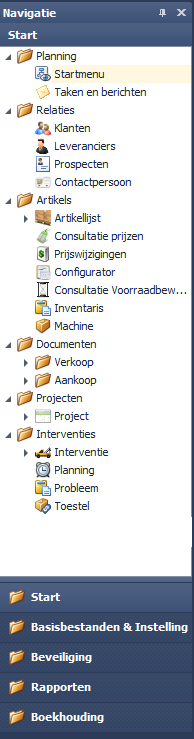 Navigatie
Start
Planning
Startmenu
Taken en berichten
Relaties
Klanten
Leveranciers
Prospecten
Contactpersoon
Artikels
Artikellijst
Consultatie prijzen
Prijswijzigingen
Configurator
Consultatie Voorraadbew...
Inventaris
Machine
Documenten
Verkoop
Aankoop
Projecten
Project
Interventies
Interventie
Planning
Probleem
Toestel
Start
Basisbestanden & Instelling
Beveiliging
Rapporten
Boekhouding